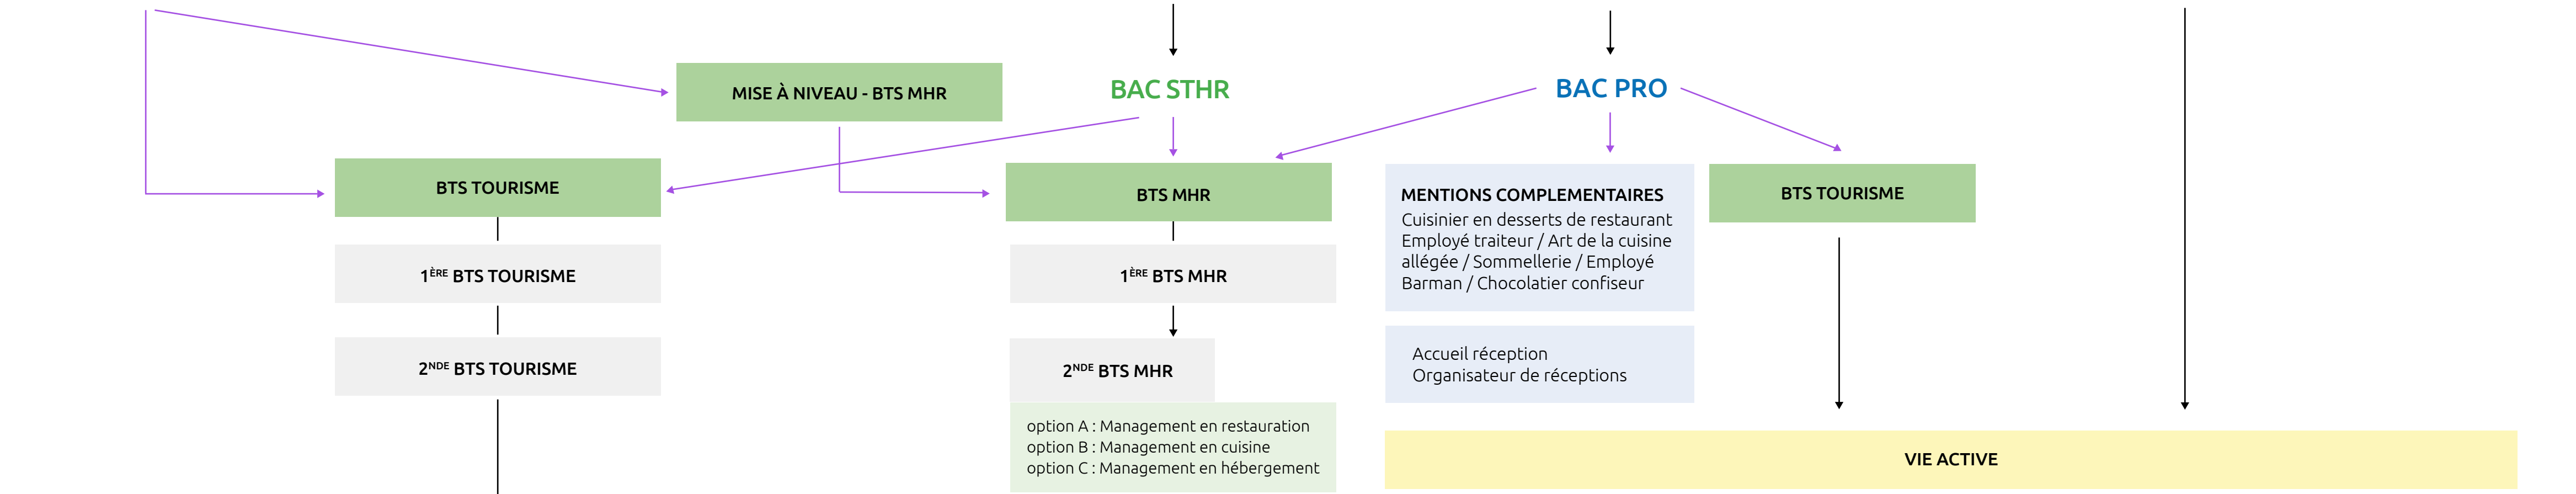 MISE À NIVEAU - BTS MHR
BAC STHR
BAC PRO
BTS TOURISME
BTS MHR
MENTIONS COMPLEMENTAIRES
Cuisinier en desserts de restaurant
Employé traiteur / Art de la cuisine
allégée / Sommellerie / Employé
Barman / Chocolatier confiseur
BTS TOURISME
1ÈRE BTS TOURISME
1ÈRE BTS MHR
2NDE BTS TOURISME
2NDE BTS MHR
Accueil réception
Organisateur de réceptions
option A : Management en restauration
option B : Management en cuisine
option C : Management en hébergement
VIE ACTIVE